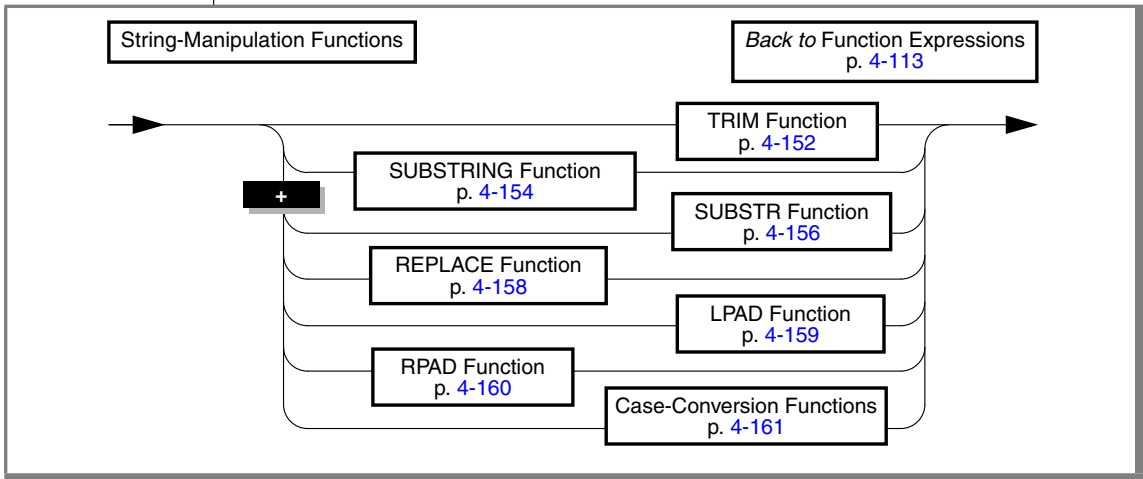 String-Manipulation Functions
Back to Function Expressions
p. 4-113
TRIM Function
p. 4-152
SUBSTRING Function
p. 4-154
+
SUBSTR Function
p. 4-156
REPLACE Function
p. 4-158
LPAD Function
p. 4-159
RPAD Function
p. 4-160
Case-Conversion Functions
p. 4-161